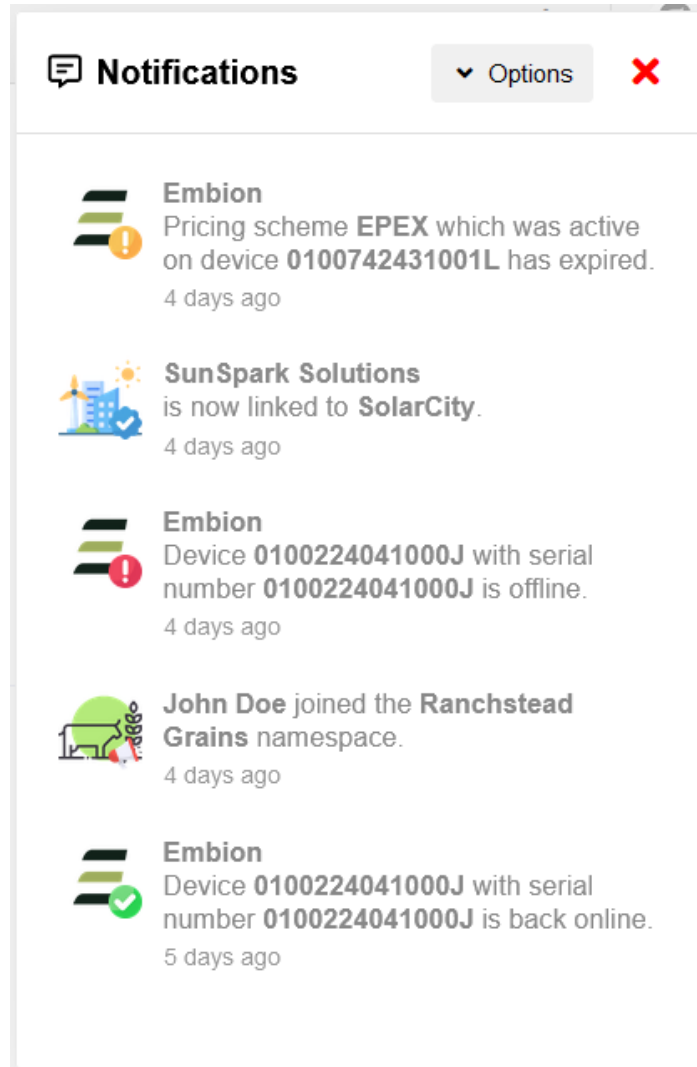 Notifications
Options
Embion
Pricing scheme EPEX which was active
on device 0100742431001L has expired.
4 days ago
SunSpark Solutions
is now linked to SolarCity.
4 days ago
Embion
Device 0100224041000J with serial
number 0100224041000J is offline.
4 days ago
John Doe joined the Ranchstead
Grains namespace.
4 days ago
Embion
Device 0100224041000J with serial
number 0100224041000J is back online.
5 days ago